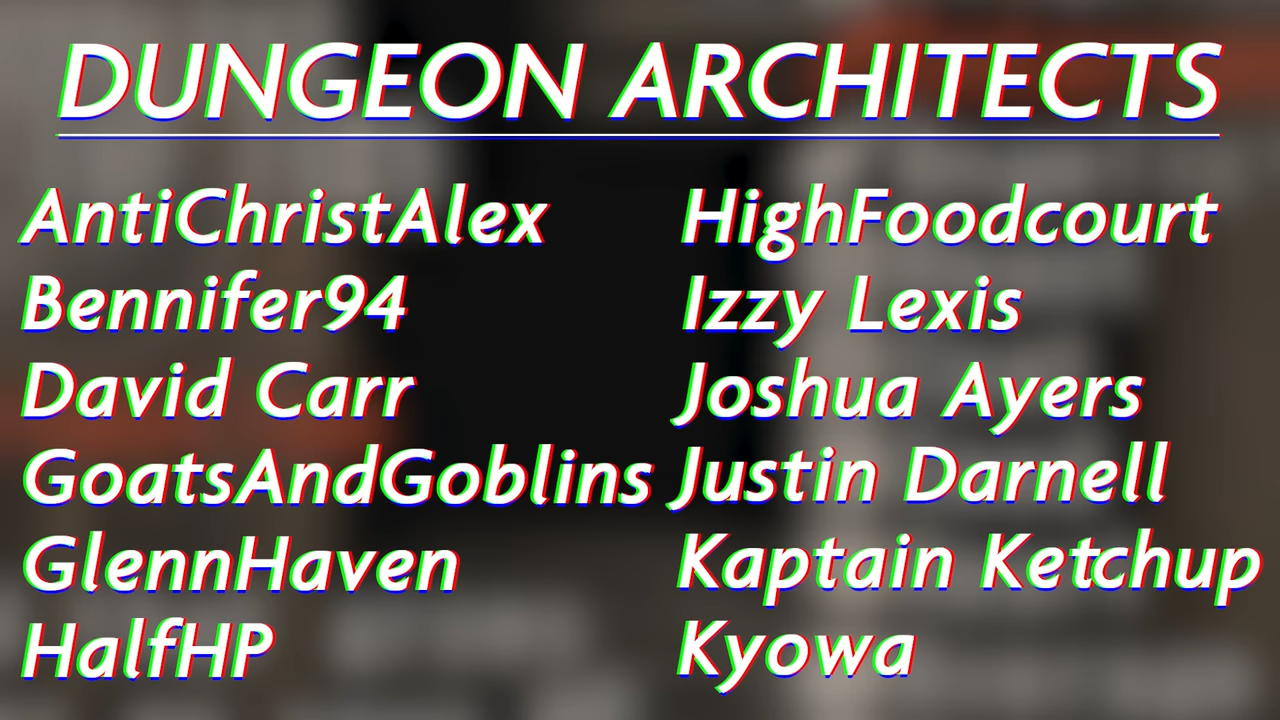 DUNGEON ARCHITECTS
AntiChristAlex
Bennifer94
David Carr
GoatsAndGoblins
GlennHaven
HalfHP
HighFoodcourt
Izzy Lexis
Joshua Ayers
Justin Darnell
Kaptain Ketchup
Kyowa